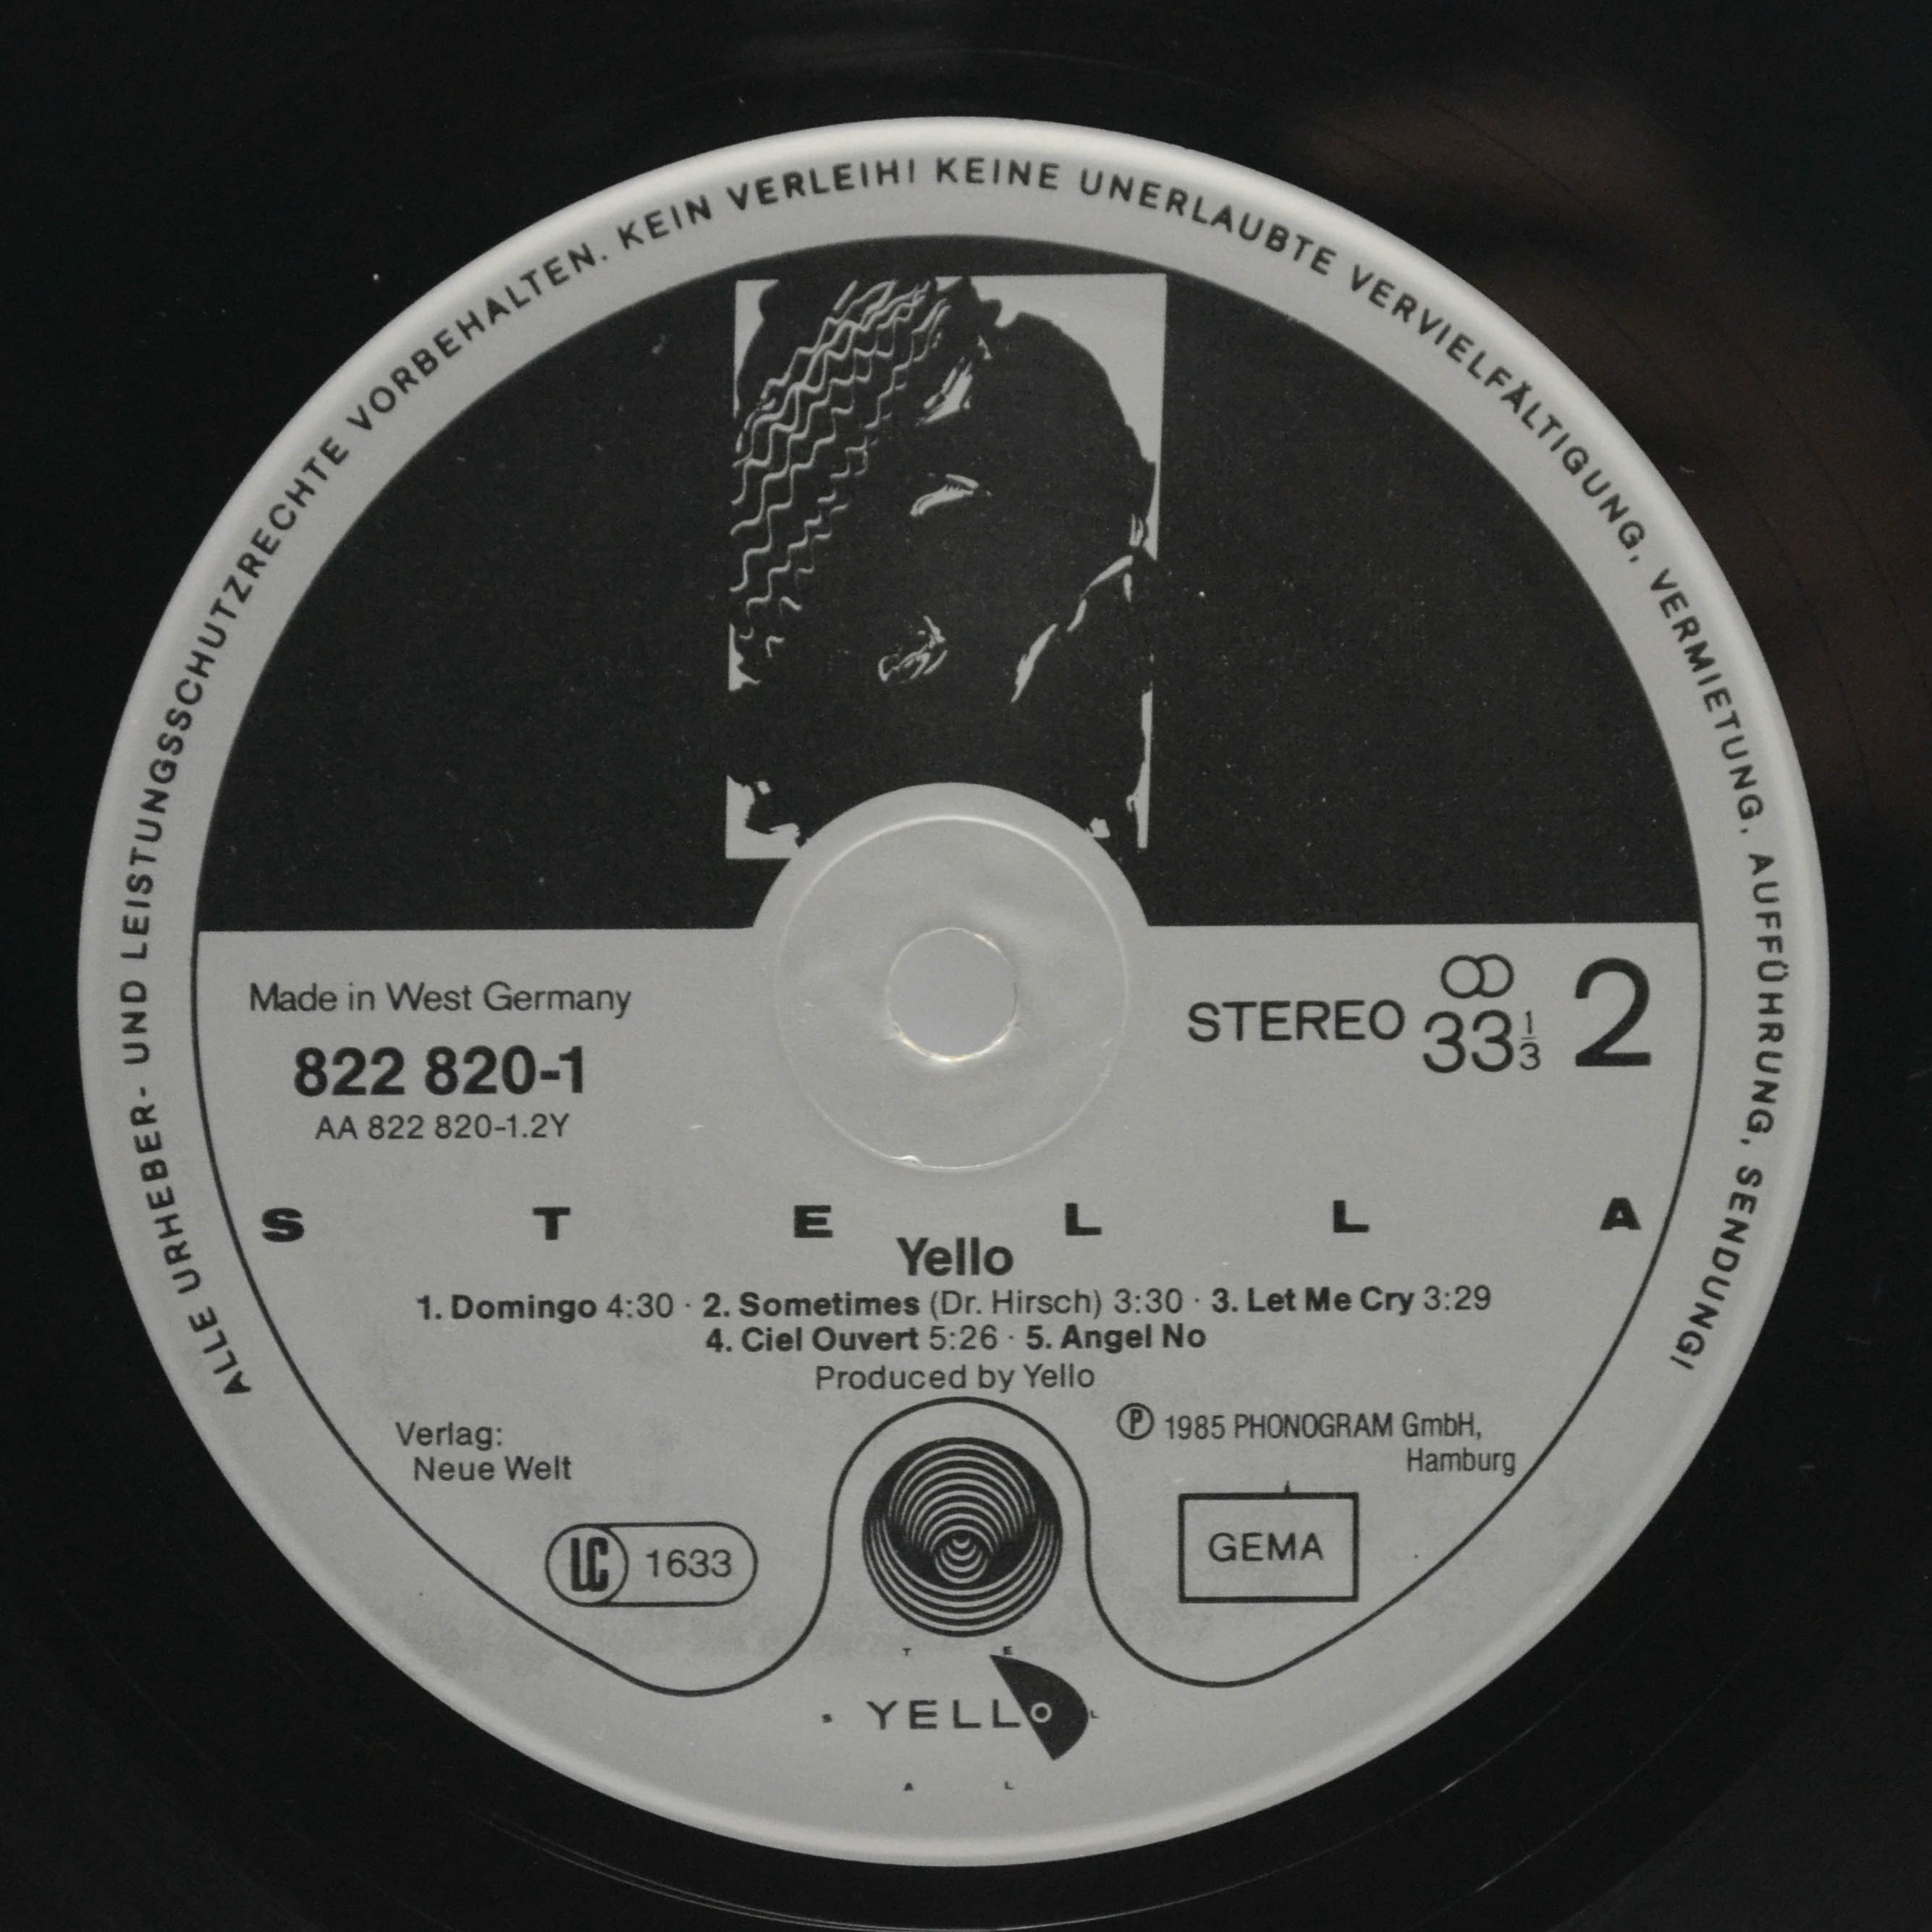 ALLE URHEBER- UND LEISTUNGSSCHUTZRECHTE VORBEHALTEN. KEIN VERLEIH! KEINE UNERLAUBTE VERVIELFÄLTIGUNG, VERMIETUNG, AUFFÜHRUNG, SENDUNG!
Made in West Germany
822 820-1
AA 822 820-1.2Y
STEREO 33 1/3 2
S T E L L A
Yello
1. Domingo 4:30 · 2. Sometimes (Dr. Hirsch) 3:30 · 3. Let Me Cry 3:29
4. Ciel Ouvert 5:26 · 5. Angel No
Produced by Yello
Verlag:
Neue Welt
℗ 1985 PHONOGRAM GmbH,
Hamburg
LC 1633
GEMA
S T E L L A
YELLO